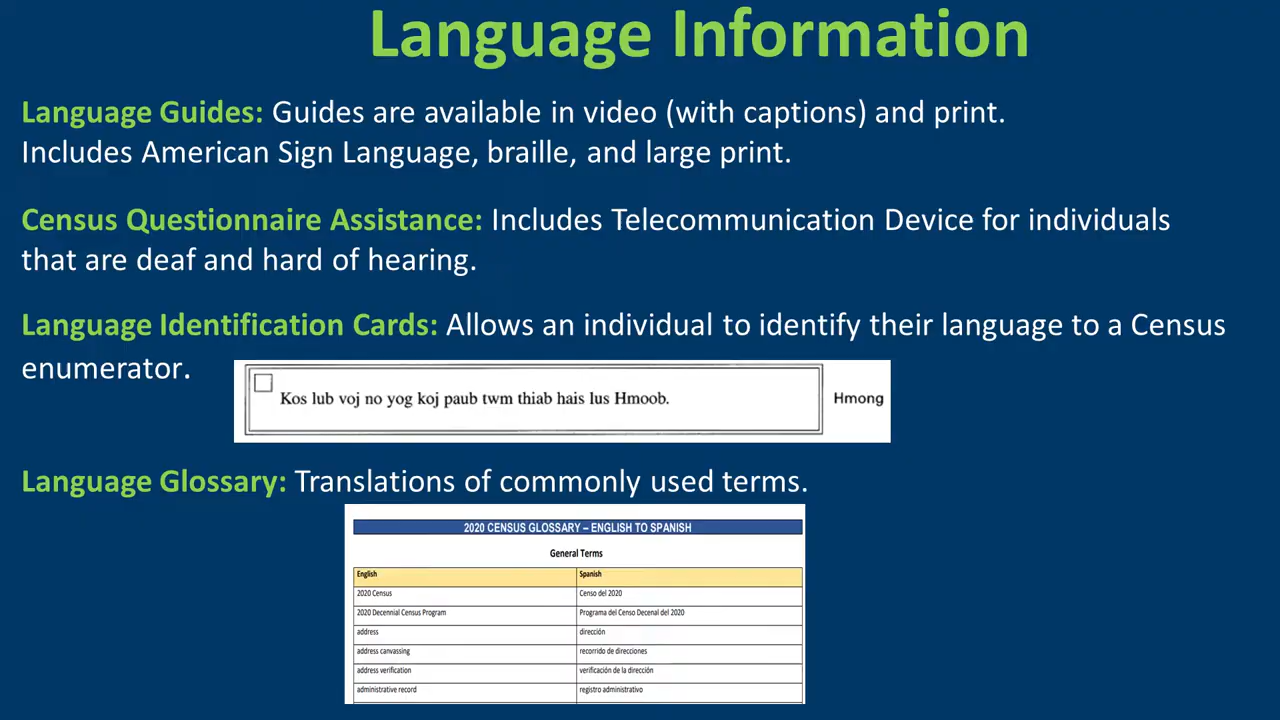 Language Information
Language Guides: Guides are available in video (with captions) and print.
Includes American Sign Language, braille, and large print.
Census Questionnaire Assistance: Includes Telecommunication Device for individuals
that are deaf and hard of hearing.
Language Identification Cards: Allows an individual to identify their language to a Census
enumerator.
Kos lub voj no yog koj paub twm thiab hais lus Hmoob. Hmong
Language Glossary: Translations of commonly used terms.
2020 CENSUS GLOSSARY – ENGLISH TO SPANISH
General Terms
English Spanish
2020 Census Censo del 2020
2020 Decennial Census Program Programa del Censo Decenal del 2020
address dirección
address canvassing recorrido de direcciones
address verification verificación de la dirección
administrative record registro administrativo